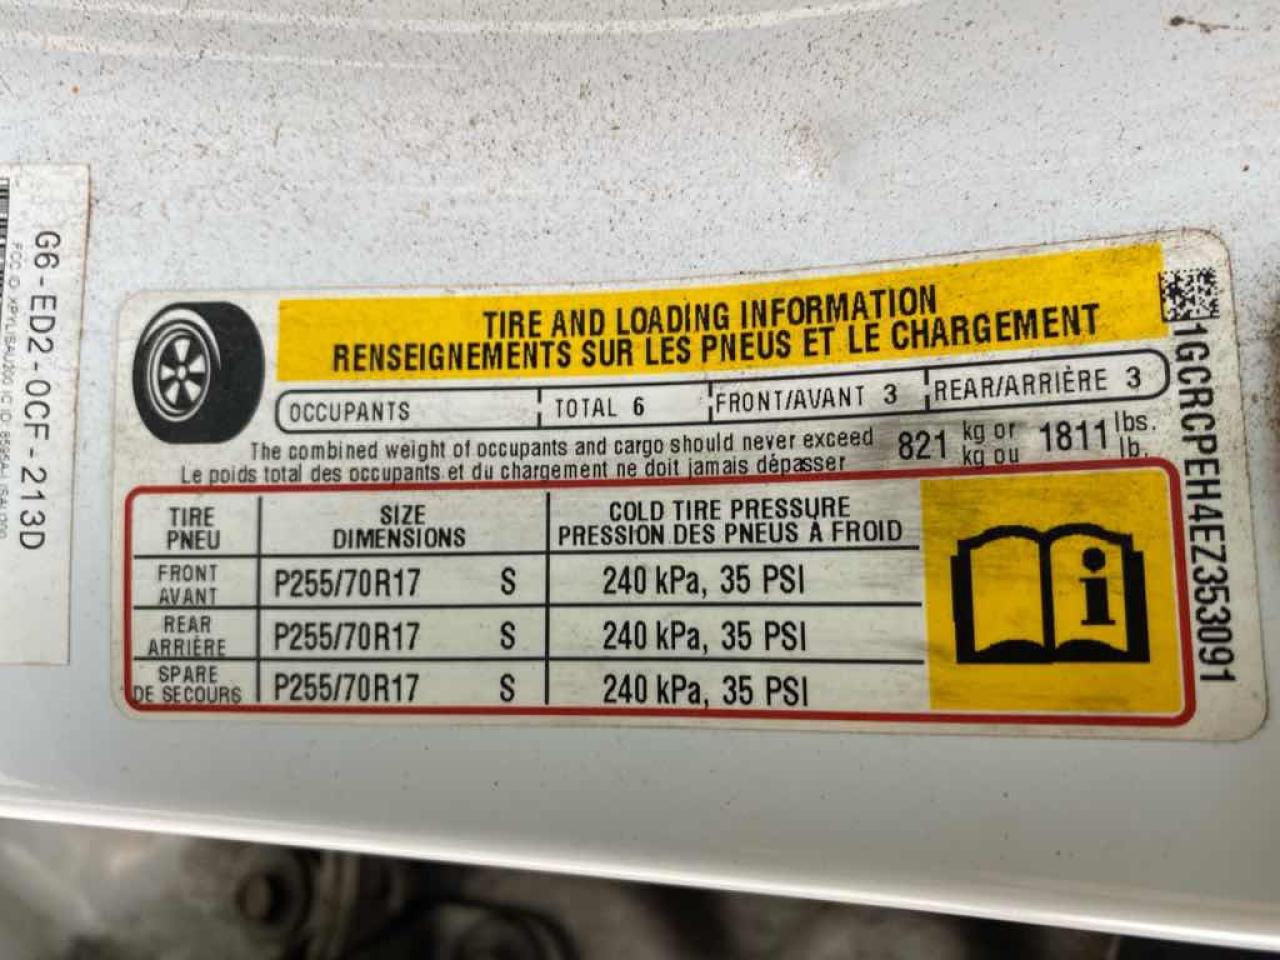 G6-ED2-0CF-213D
TIRE AND LOADING INFORMATION
RENSEIGNEMENTS SUR LES PNEUS ET LE CHARGEMENT
OCCUPANTS TOTAL 6 FRONT/AVANT 3 REAR/ARRIÈRE 3
The combined weight of occupants and cargo should never exceed 821 kg or 1811 lbs.
Le poids total des occupants et du chargement ne doit jamais dépasser kg ou lb.
TIRE SIZE COLD TIRE PRESSURE
PNEU DIMENSIONS PRESSION DES PNEUS À FROID
FRONT
AVANT P255/70R17 S 240 kPa, 35 PSI
REAR
ARRIÈRE P255/70R17 S 240 kPa, 35 PSI
SPARE
DE SECOURS P255/70R17 S 240 kPa, 35 PSI
i
1GCRCPEH4EZ353091